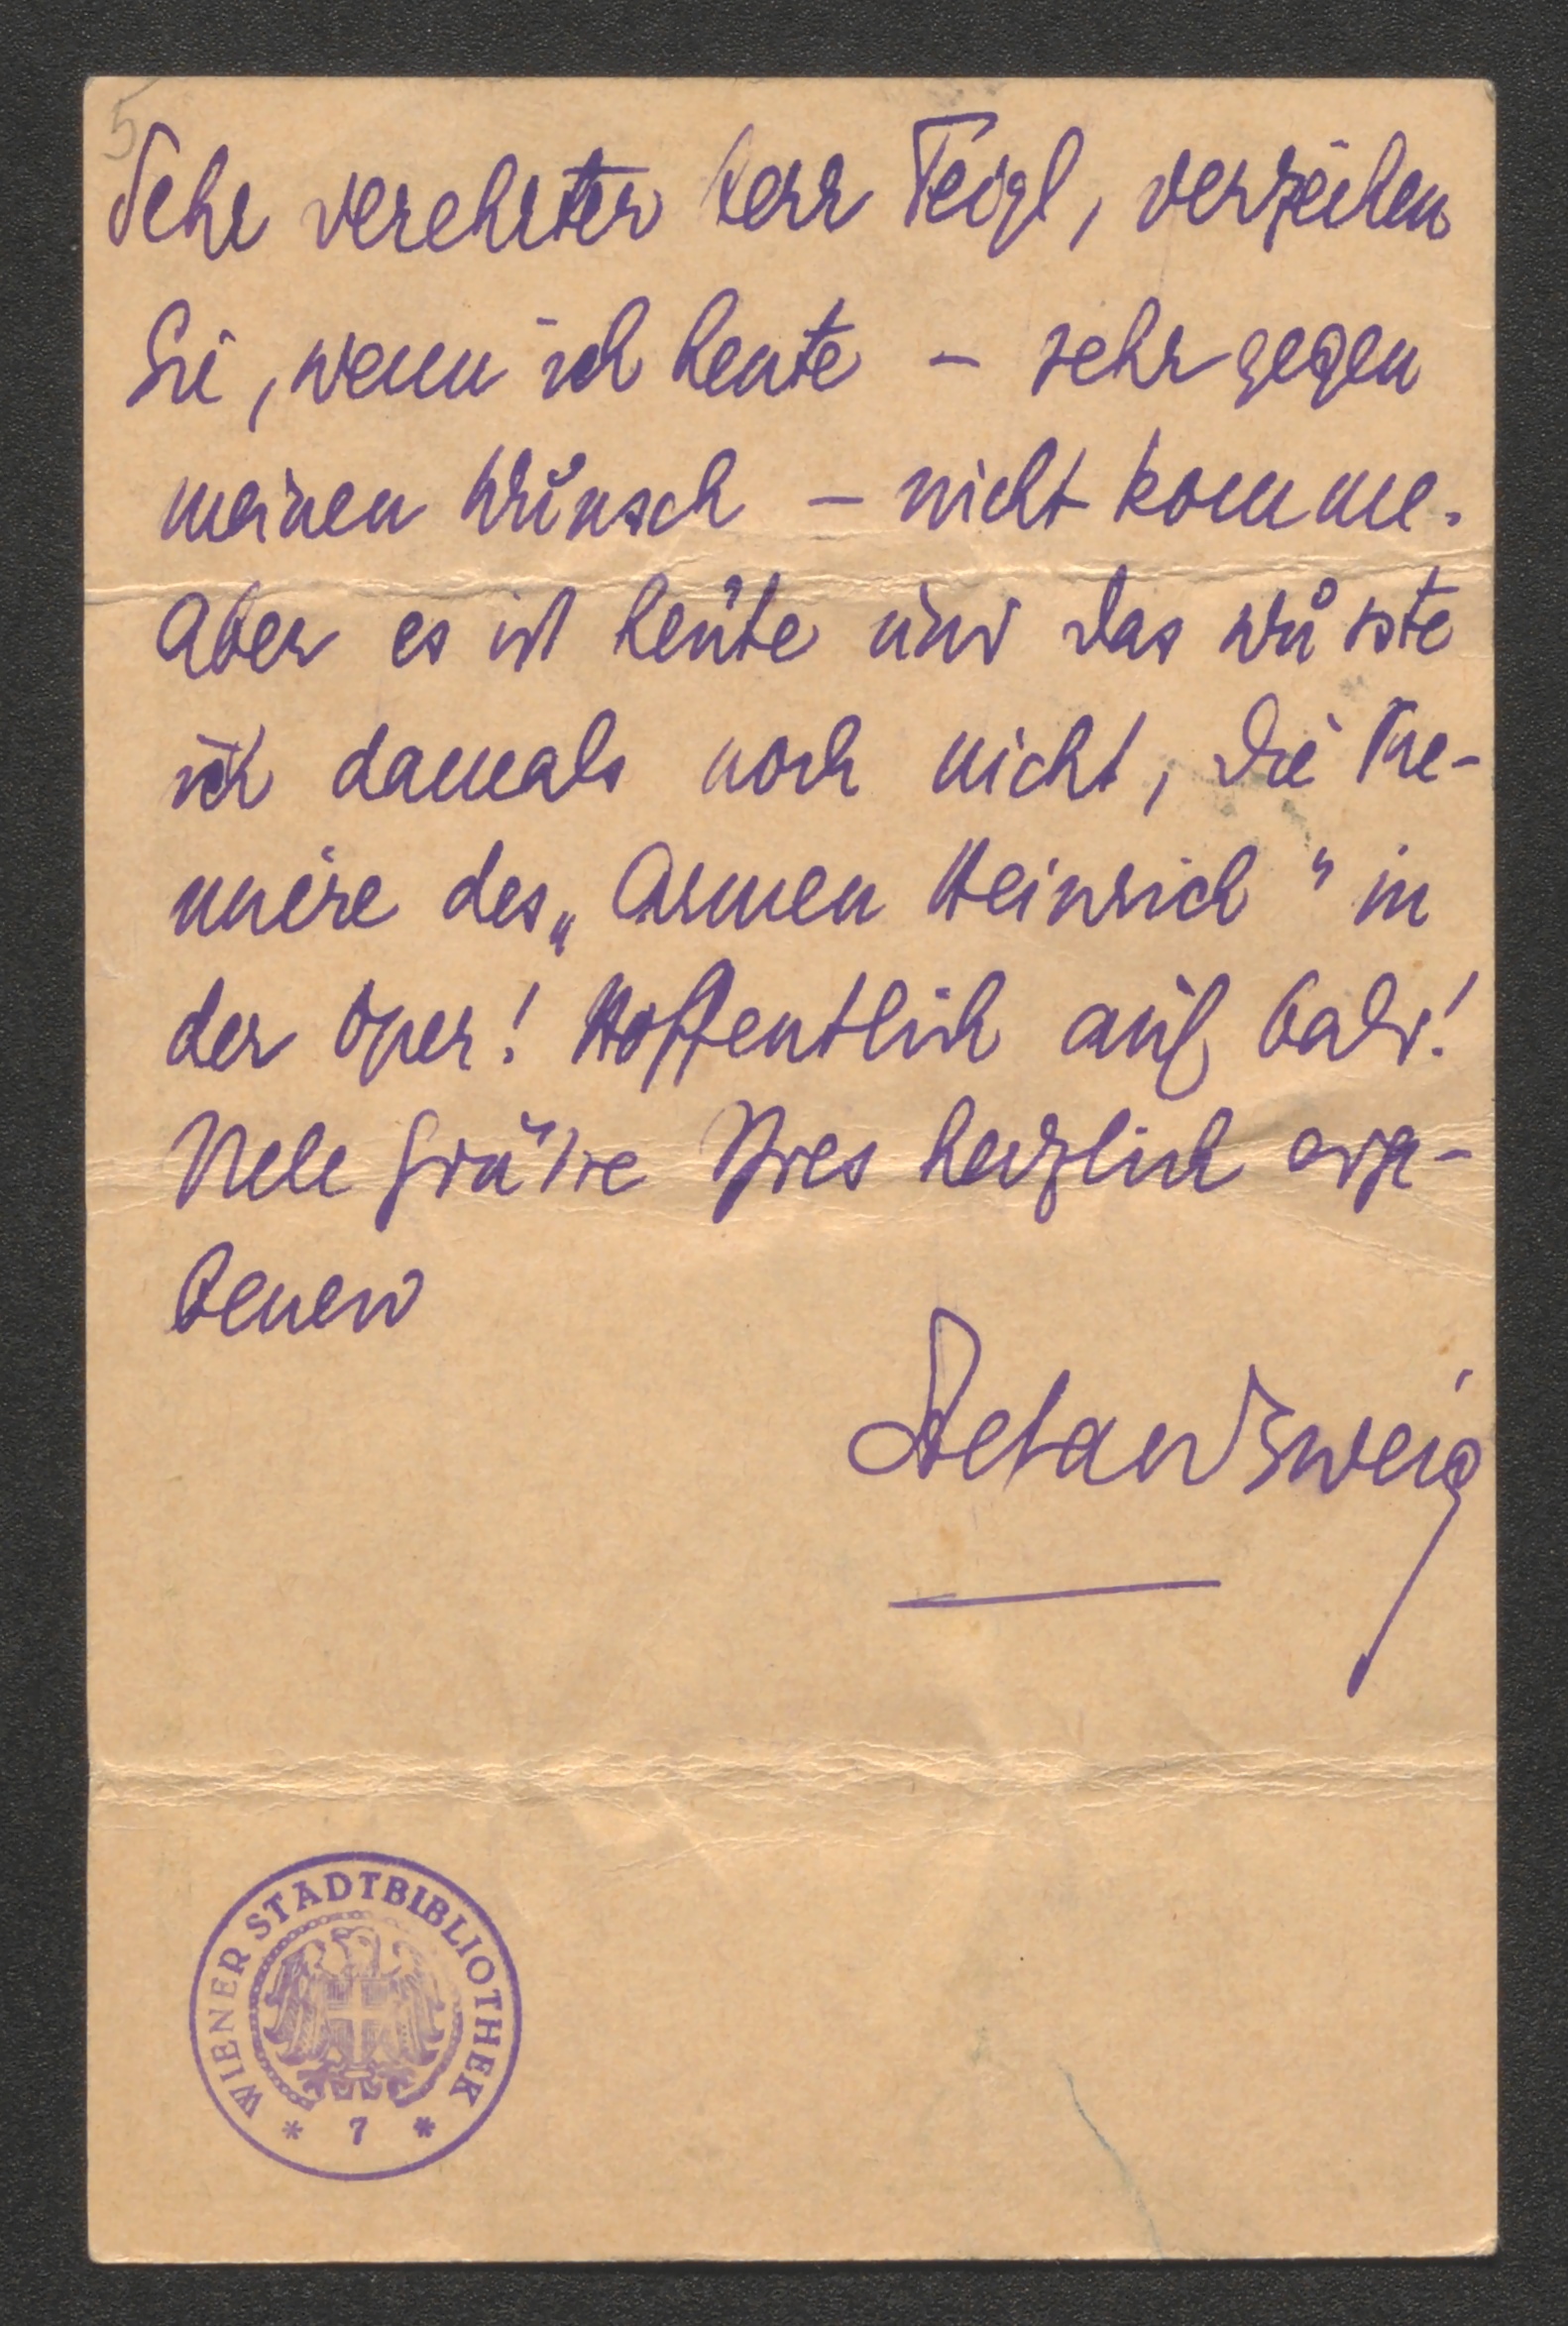 5
Sehr verehrter Herr Feigl, verzeihen
Sie, wenn ich heute – sehr gegen
meinen Wunsch – nicht komme.
Aber es ist heute und das wusste
ich damals noch nicht, die Pre-
mière des „Armen Heinrich" in
der Oper! Hoffentlich auf bald!
Viele Grüsse Ihres herzlich erge-
benen
Stefan Zweig
WIENER STADTBIBLIOTHEK
* 7 *